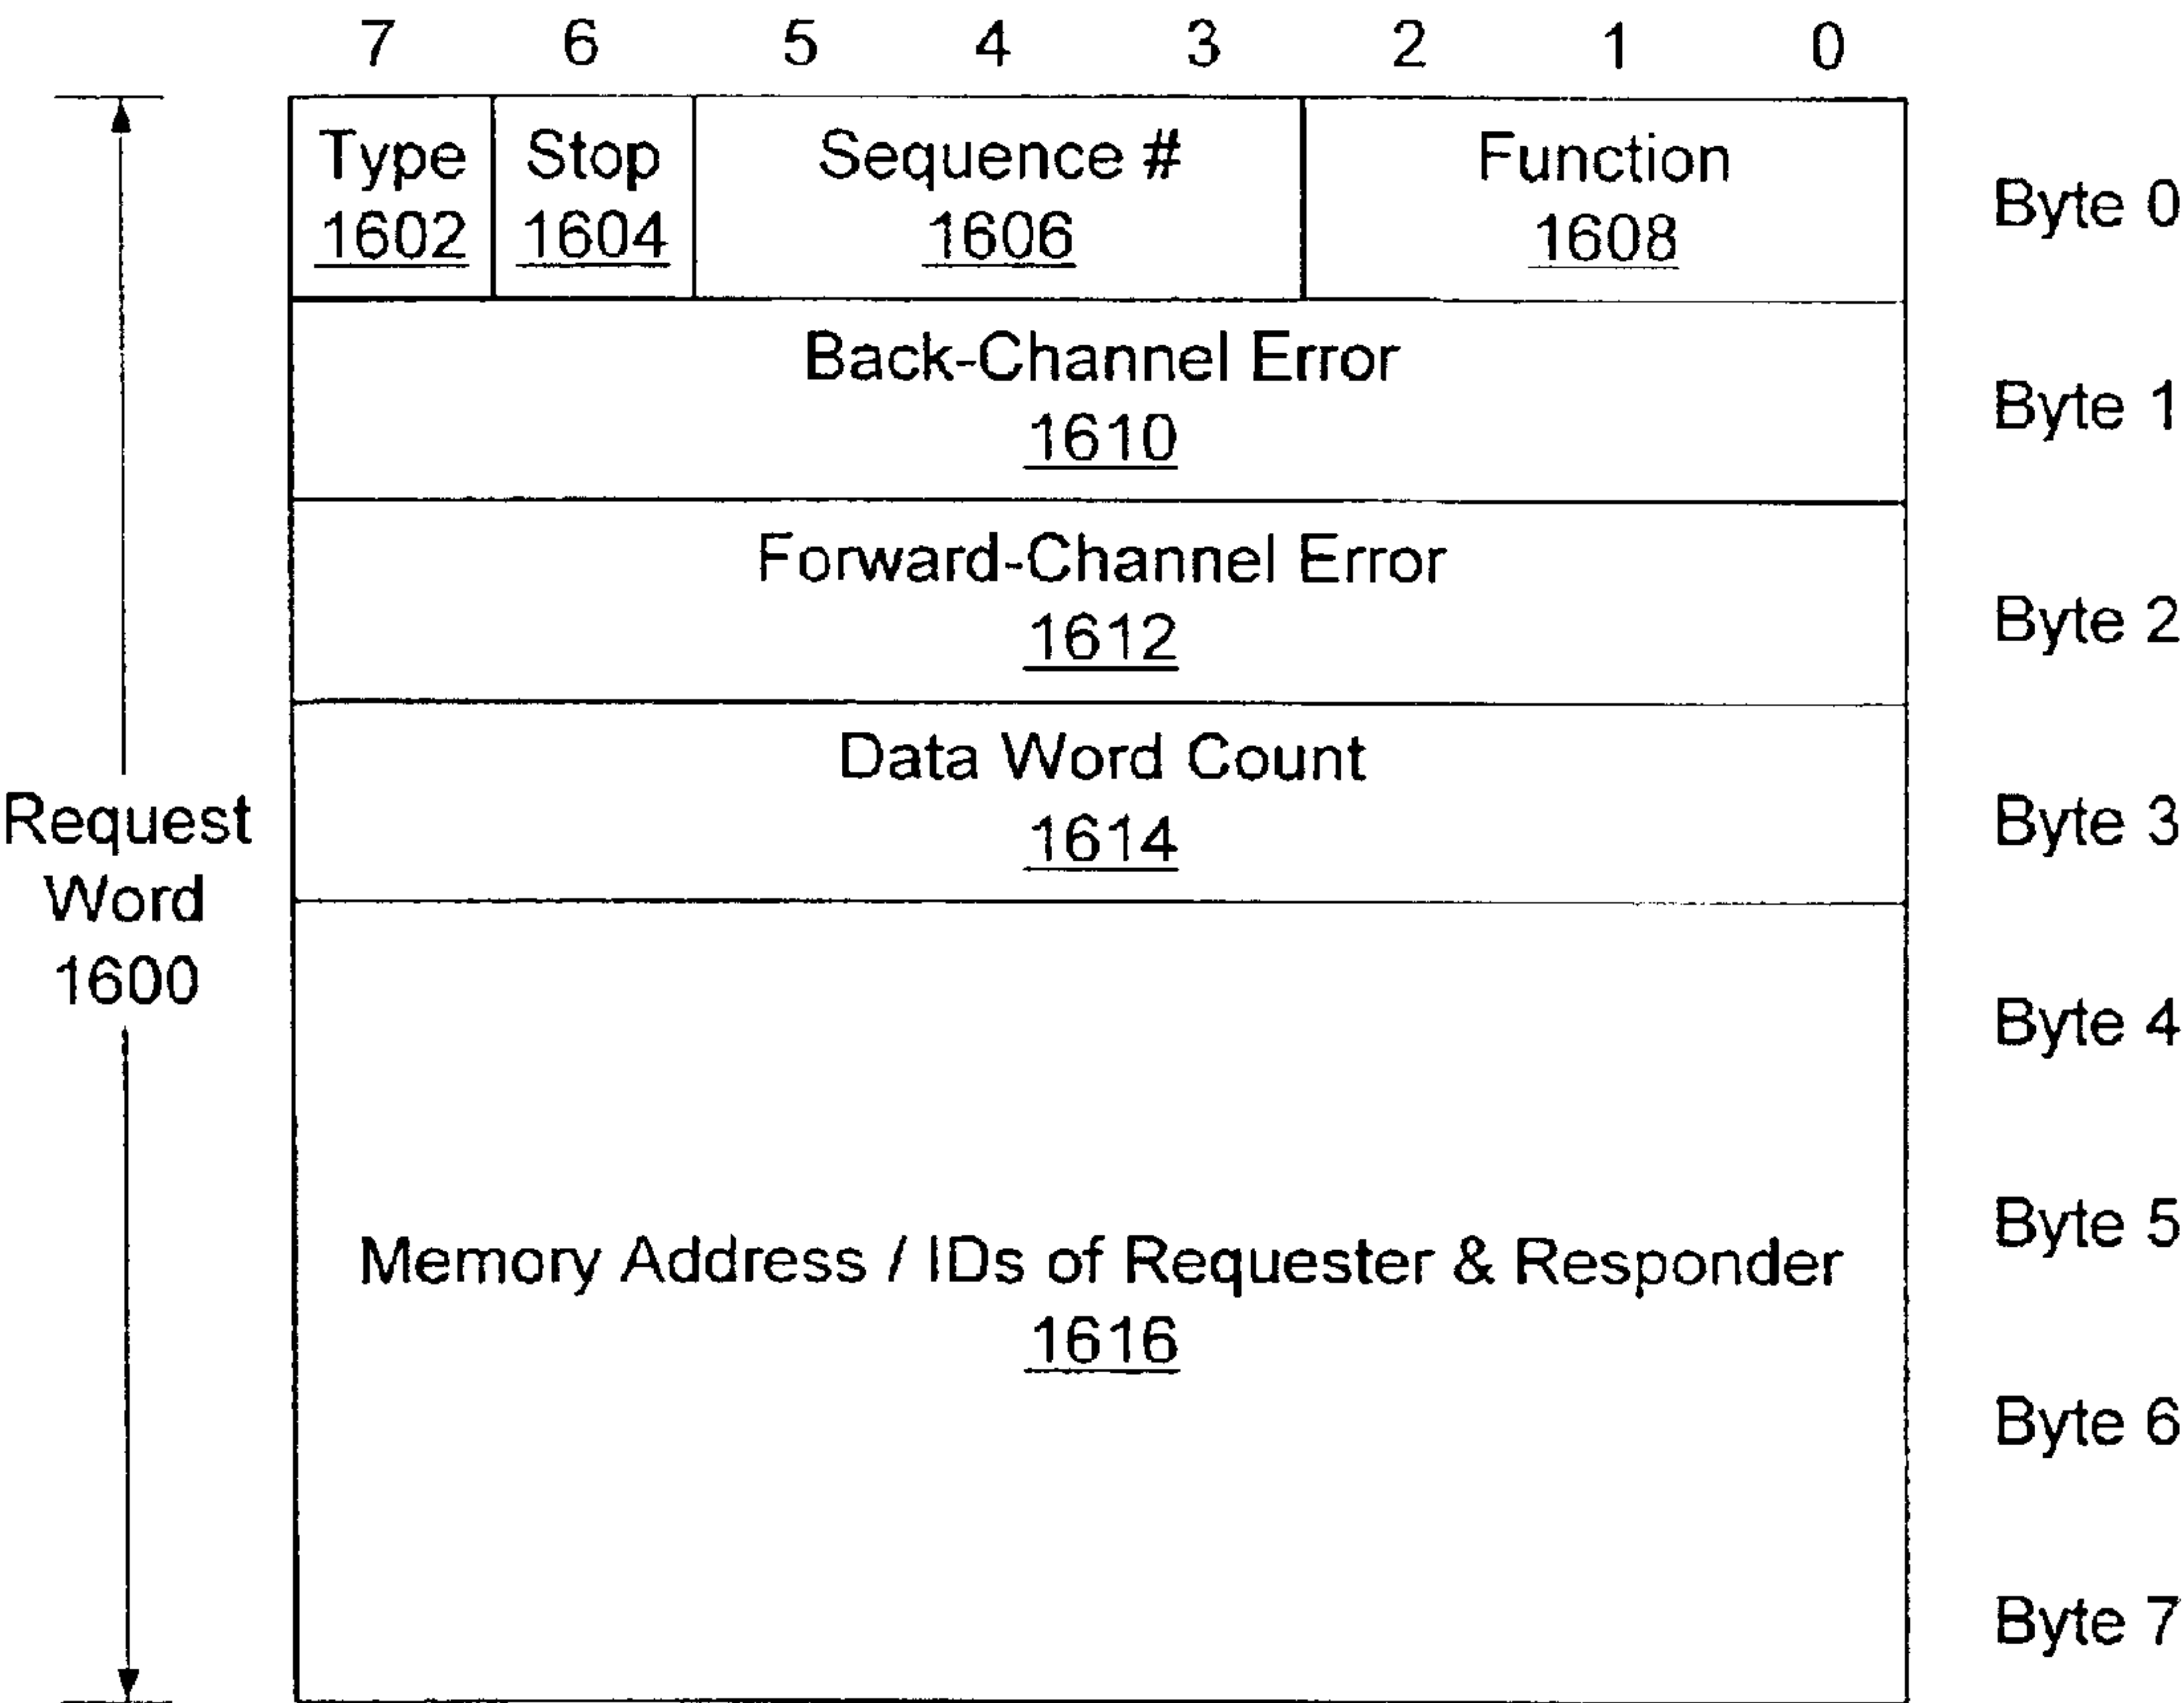 7 6 5 4 3 2 1 0
Type Stop Sequence # Function
1602 1604 1606 1608
Byte 0
Back-Channel Error
1610
Byte 1
Forward-Channel Error
1612
Byte 2
Data Word Count
1614
Byte 3
Request
Word
1600
Byte 4
Byte 5
Memory Address / IDs of Requester & Responder
1616
Byte 6
Byte 7